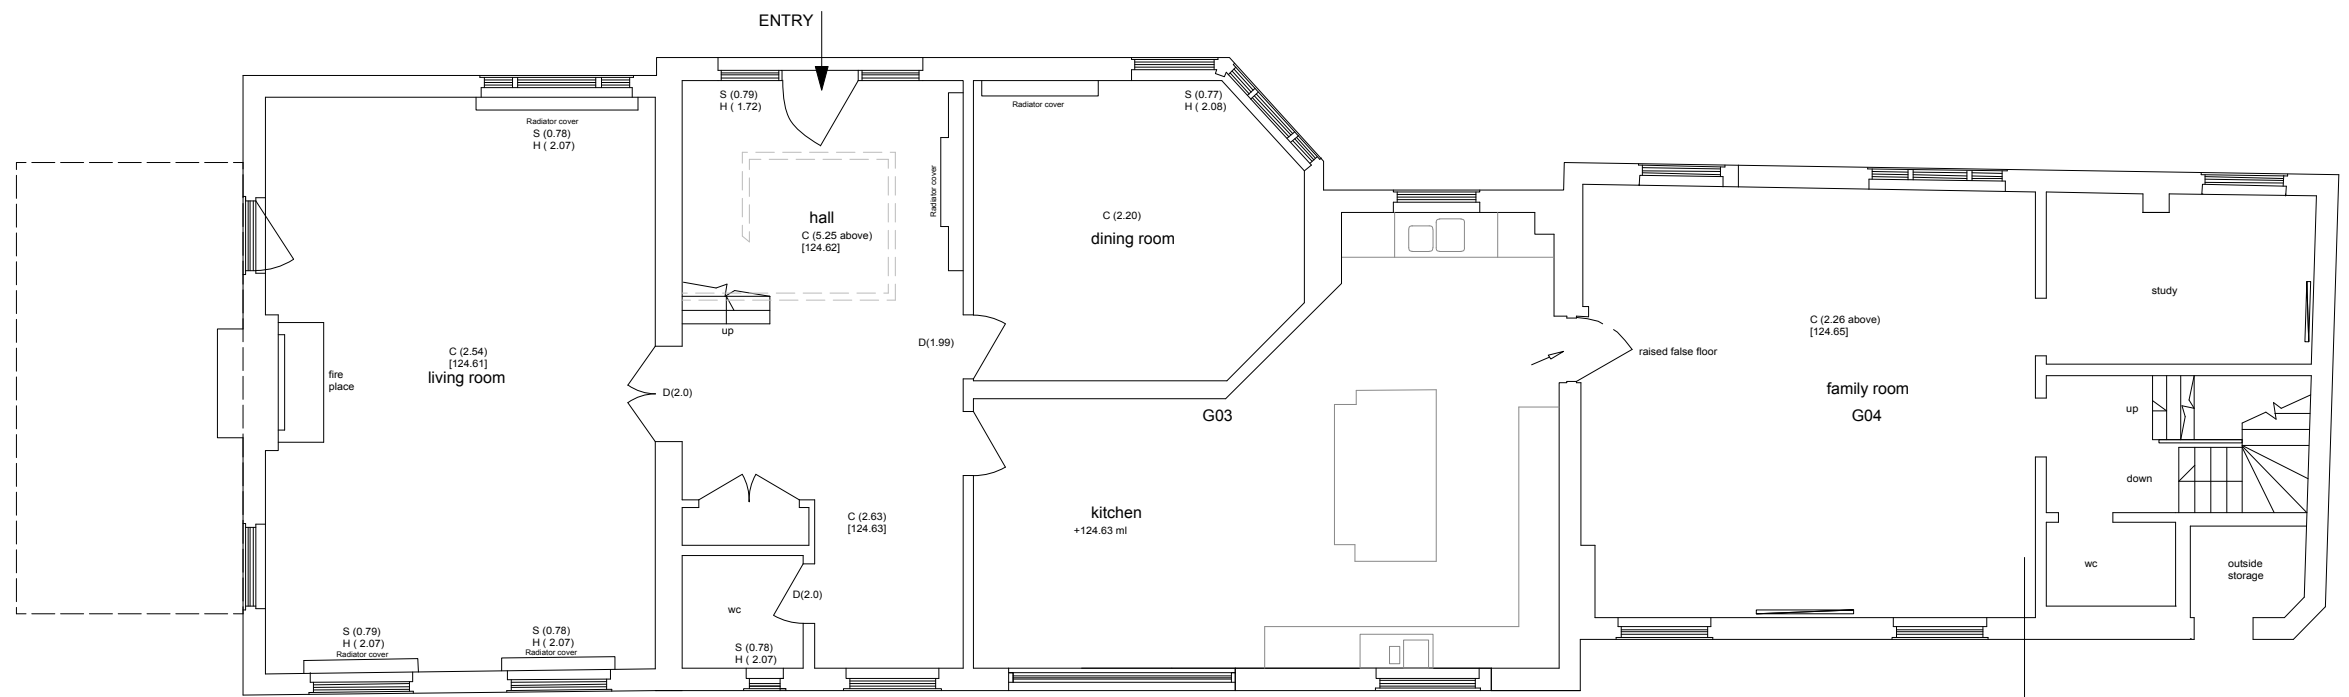 ENTRY
Radiator cover
S (0.78)
H ( 2.07)
S (0.79)
H ( 1.72)
Radiator cover
S (0.77)
H ( 2.08)
hall
C (5.25 above)
[124.62]
Radiator cover
C (2.20)
dining room
up
D(1.99)
C (2.54)
[124.61]
living room
fire
place
D(2.0)
G03
kitchen
+124.63 ml
C (2.63)
[124.63]
wc
D(2.0)
S (0.78)
H ( 2.07)
S (0.79)
H ( 2.07)
Radiator cover
S (0.78)
H ( 2.07)
Radiator cover
raised false floor
C (2.26 above)
[124.65]
family room
G04
study
up
down
wc
outside
storage